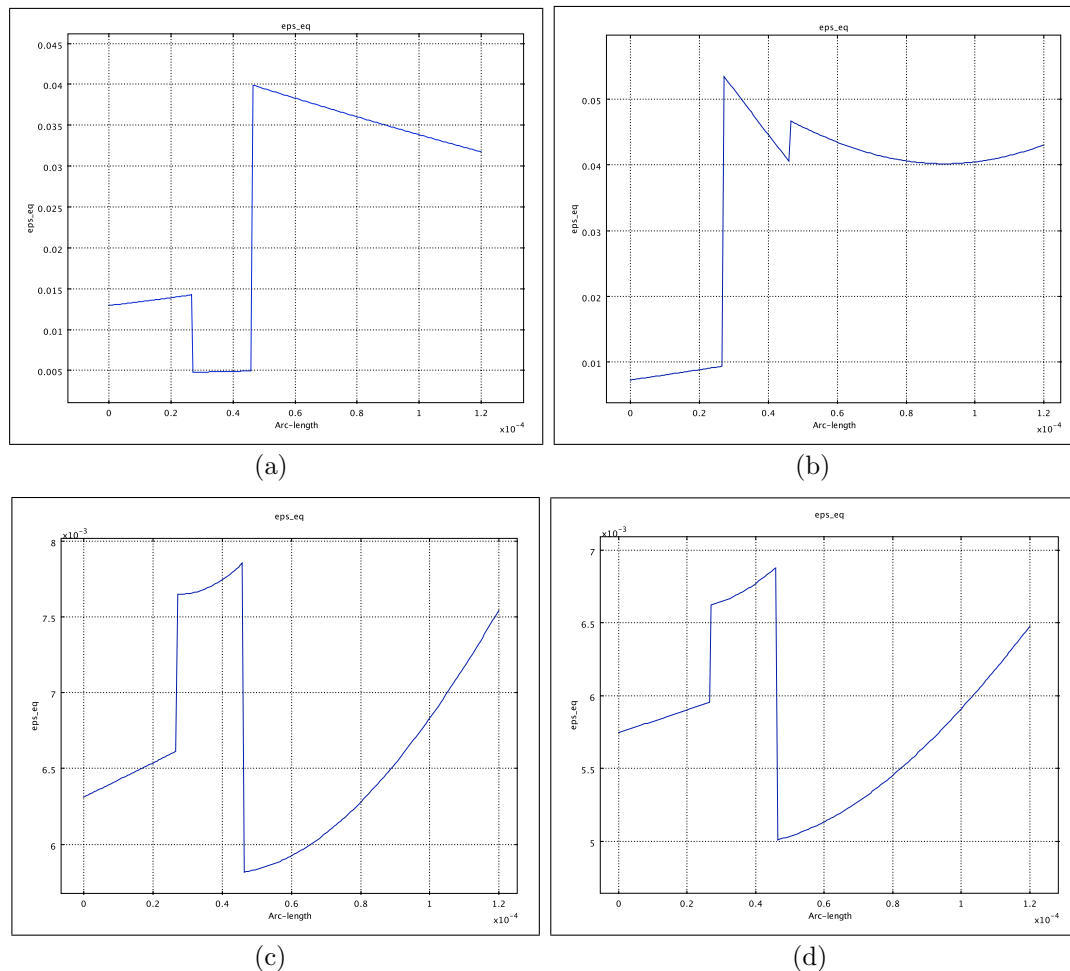 eps_eq
0.045
0.04
0.035
0.03
0.025
0.02
0.015
0.01
0.005
eps_eq
0 0.2 0.4 0.6 0.8 1 1.2
Arc-length
x10⁻⁴
(a)
eps_eq
0.05
0.04
0.03
0.02
0.01
eps_eq
0 0.2 0.4 0.6 0.8 1 1.2
Arc-length
x10⁻⁴
(b)
eps_eq
x10⁻³
8
7.5
7
6.5
6
eps_eq
0 0.2 0.4 0.6 0.8 1 1.2
Arc-length
x10⁻⁴
(c)
eps_eq
x10⁻³
7
6.5
6
5.5
5
eps_eq
0 0.2 0.4 0.6 0.8 1 1.2
Arc-length
x10⁻⁴
(d)